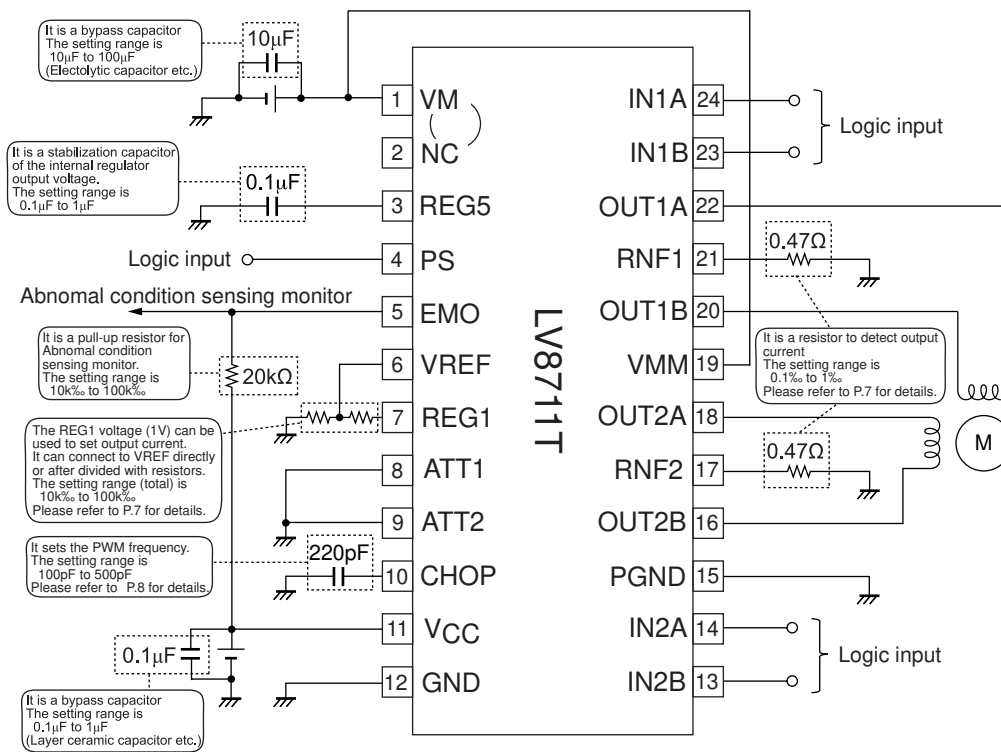 It is a bypass capacitor
The setting range is
10μF to 100μF
(Electolytic capacitor etc.)
10μF
It is a stabilization capacitor
of the internal regulator
output voltage.
The setting range is
0.1μF to 1μF
0.1μF
Logic input
Abnomal condition sensing monitor
It is a pull-up resistor for
Abnomal condition
sensing monitor.
The setting range is
10k‰ to 100k‰
20kΩ
The REG1 voltage (1V) can be
used to set output current.
It can connect to VREF directly
or after divided with resistors.
The setting range (total) is
10k‰ to 100k‰
Please refer to P.7 for details.
It sets the PWM frequency.
The setting range is
100pF to 500pF
Please refer to P.8 for details.
220pF
0.1μF
It is a bypass capacitor
The setting range is
0.1μF to 1μF
(Layer ceramic capacitor etc.)
1 VM
2 NC
3 REG5
4 PS
5 EMO
6 VREF
7 REG1
8 ATT1
9 ATT2
10 CHOP
11 VCC
12 GND
LV8711T
IN1A 24
IN1B 23
OUT1A 22
RNF1 21
OUT1B 20
VMM 19
OUT2A 18
RNF2 17
OUT2B 16
PGND 15
IN2A 14
IN2B 13
Logic input
0.47Ω
It is a resistor to detect output
current
The setting range is
0.1‰ to 1‰
Please refer to P.7 for details.
0.47Ω
M
Logic input